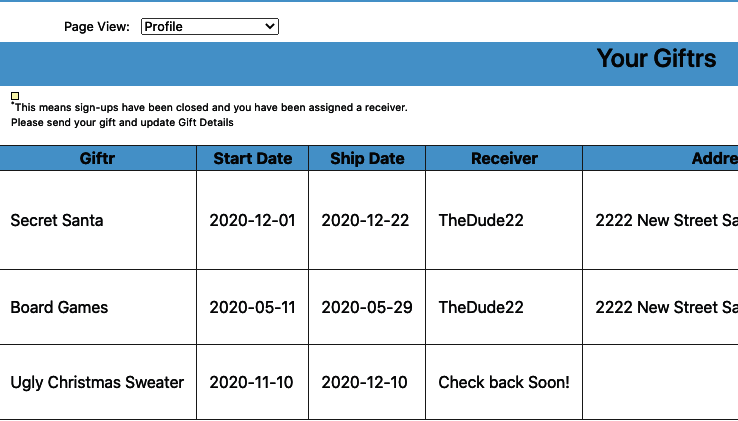 Page View: Profile
Your Giftrs
*This means sign-ups have been closed and you have been assigned a receiver.
Please send your gift and update Gift Details
Giftr Start Date Ship Date Receiver Addre
Secret Santa 2020-12-01 2020-12-22 TheDude22 2222 New Street Sa
Board Games 2020-05-11 2020-05-29 TheDude22 2222 New Street Sa
Ugly Christmas Sweater 2020-11-10 2020-12-10 Check back Soon!